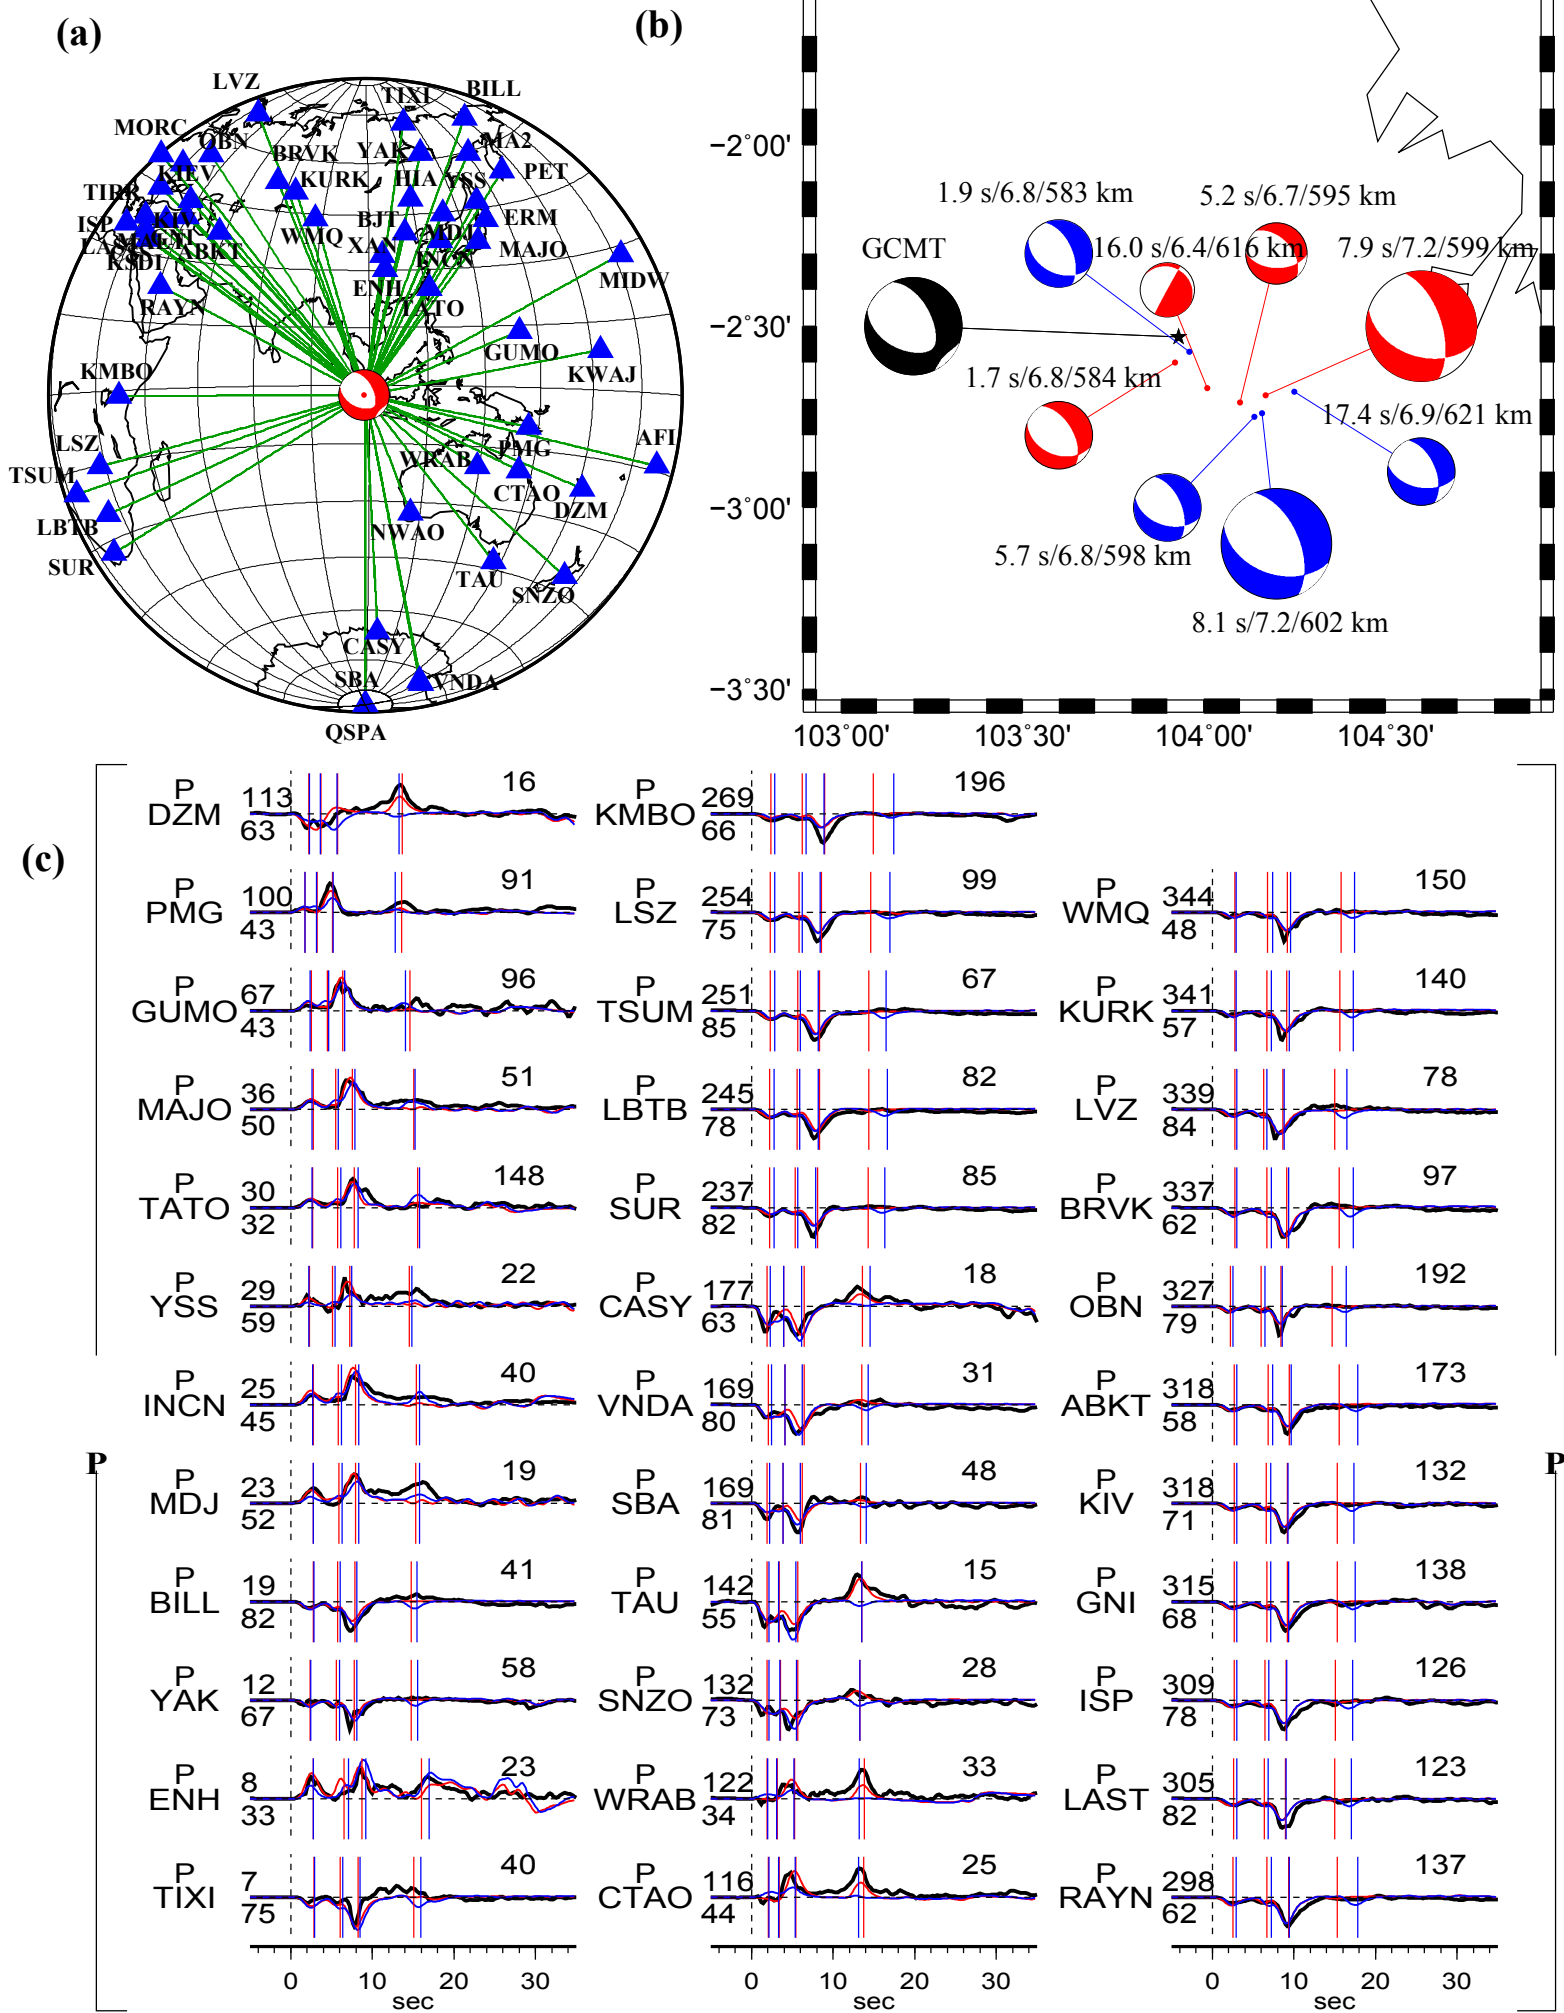 (a)
(b)
LVZ
TIXI
BILL
MORC
OBN
BRVK
YAK
MA2
KIEV
KURK
HIA
YSS
PET
TIRR
ISP
KIV
BJT
MDJ
ERM
WMQ
XAN
MAJO
ABKT
INCN
KSDI
ENH
MIDW
RAYN
TATO
GUMO
KMBO
KWAJ
LSZ
AFI
TSUM
WRAB
PMG
CTAO
DZM
LBTB
NWAO
SUR
TAU
SNZO
CASY
SBA
VNDA
QSPA
−2°00'
−2°30'
−3°00'
−3°30'
103°00'
103°30'
104°00'
104°30'
1.9 s/6.8/583 km
5.2 s/6.7/595 km
GCMT
16.0 s/6.4/616 km
7.9 s/7.2/599 km
1.7 s/6.8/584 km
17.4 s/6.9/621 km
5.7 s/6.8/598 km
8.1 s/7.2/602 km
(c)
P
P
P DZM 113 63 16
P PMG 100 43 91
P GUMO 67 43 96
P MAJO 36 50 51
P TATO 30 32 148
P YSS 29 59 22
P INCN 25 45 40
P MDJ 23 52 19
P BILL 19 82 41
P YAK 12 67 58
P ENH 8 33 23
P TIXI 7 75 40
0 10 20 30
sec
P KMBO 269 66 196
P LSZ 254 75 99
P TSUM 251 85 67
P LBTB 245 78 82
P SUR 237 82 85
P CASY 177 63 18
P VNDA 169 80 31
P SBA 169 81 48
P TAU 142 55 15
P SNZO 132 73 28
P WRAB 122 34 33
P CTAO 116 44 25
0 10 20 30
sec
P WMQ 344 48 150
P KURK 341 57 140
P LVZ 339 84 78
P BRVK 337 62 97
P OBN 327 79 192
P ABKT 318 58 173
P KIV 318 71 132
P GNI 315 68 138
P ISP 309 78 126
P LAST 305 82 123
P RAYN 298 62 137
0 10 20 30
sec